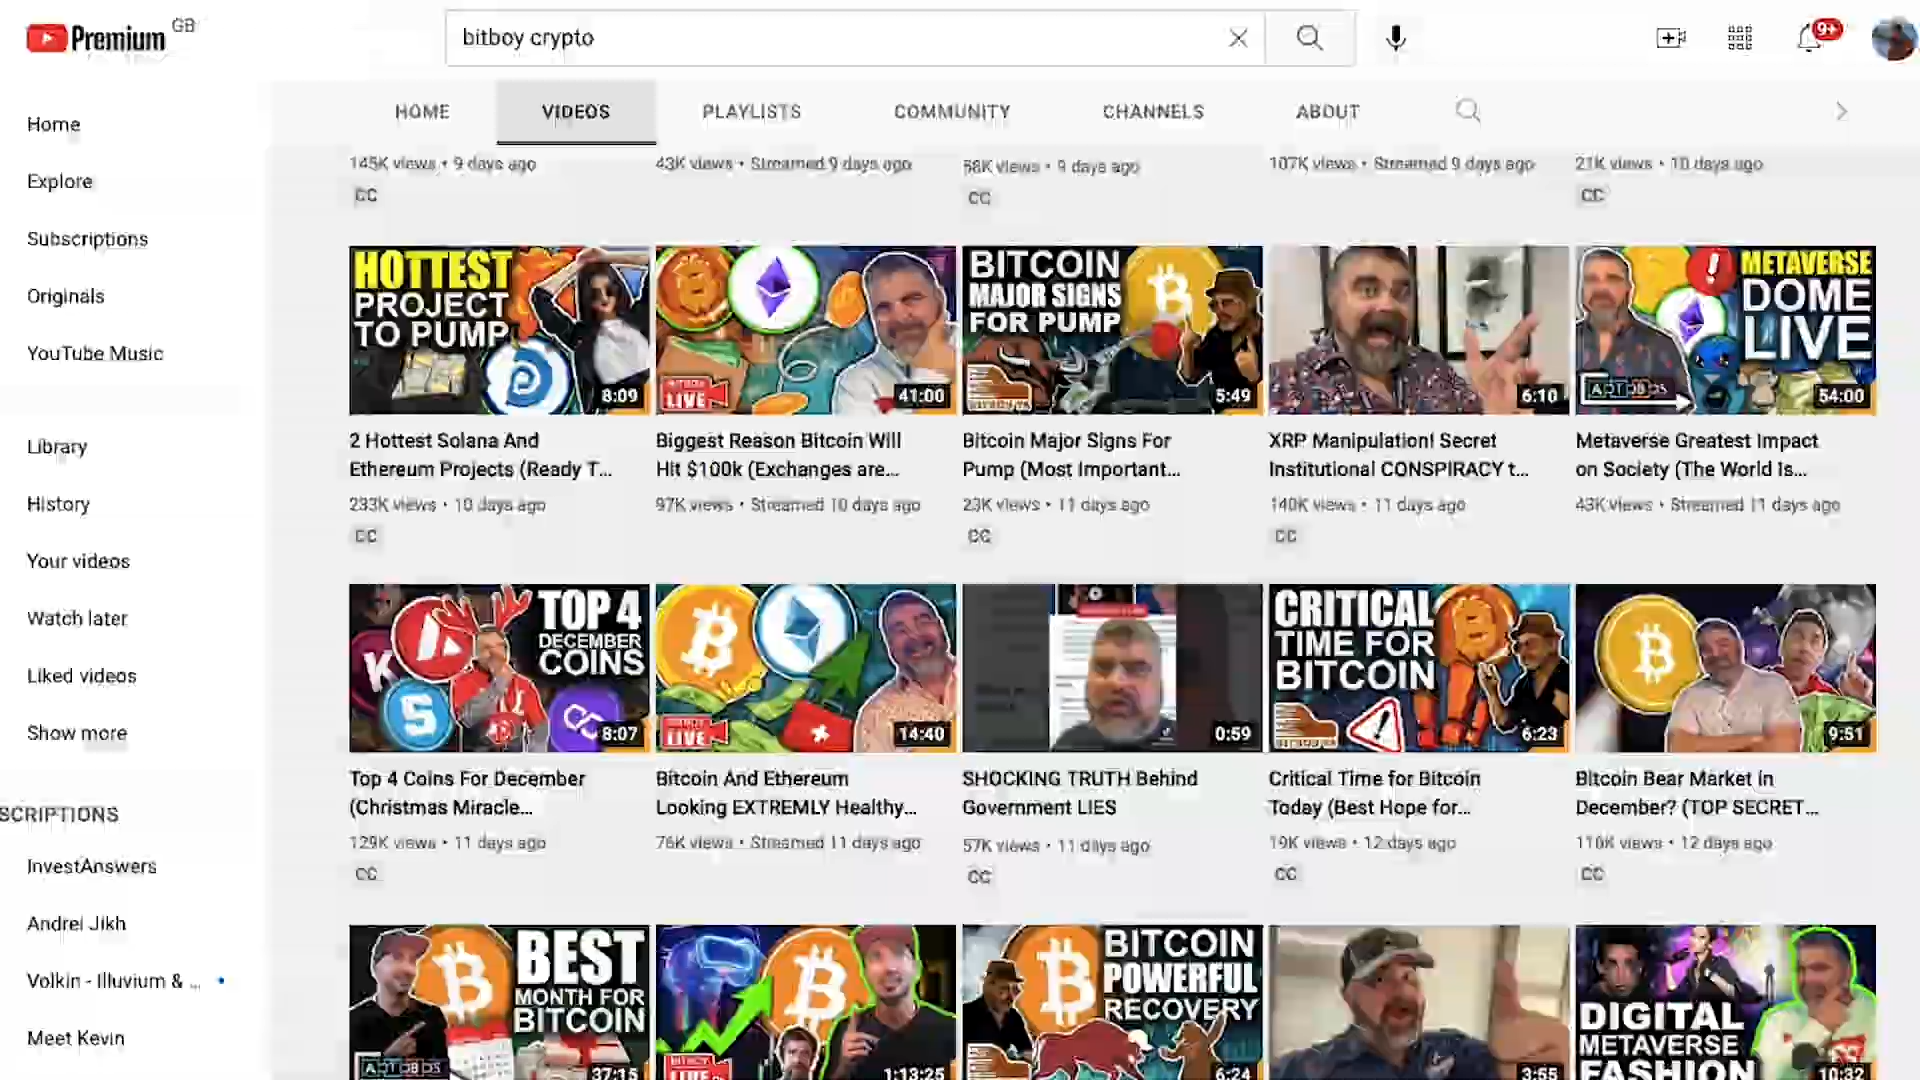 Premium GB
bitboy crypto
9+
HOME
VIDEOS
PLAYLISTS
COMMUNITY
CHANNELS
ABOUT
Home
Explore
Subscriptions
Originals
YouTube Music
Library
History
Your videos
Watch later
Liked videos
Show more
SCRIPTIONS
InvestAnswers
Andrei Jikh
Volkin - Illuvium & ...
Meet Kevin
145K views • 9 days ago
CC
43K views • Streamed 9 days ago
58K views • 9 days ago
CC
107K views • Streamed 9 days ago
21K views • 10 days ago
CC
HOTTEST
PROJECT
TO PUMP
8:09
2 Hottest Solana And
Ethereum Projects (Ready T...
233K views • 10 days ago
CC
LIVE
41:00
Biggest Reason Bitcoin Will
Hit $100k (Exchanges are...
97K views • Streamed 10 days ago
BITCOIN
MAJOR SIGNS
FOR PUMP
5:49
Bitcoin Major Signs For
Pump (Most Important...
23K views • 11 days ago
CC
6:10
XRP Manipulation! Secret
Institutional CONSPIRACY t...
140K views • 11 days ago
CC
METAVERSE
DOME
LIVE
54:00
Metaverse Greatest Impact
on Society (The World Is...
43K views • Streamed 11 days ago
TOP 4
DECEMBER
COINS
8:07
Top 4 Coins For December
(Christmas Miracle...
129K views • 11 days ago
CC
LIVE
14:40
Bitcoin And Ethereum
Looking EXTREMLY Healthy...
76K views • Streamed 11 days ago
0:59
SHOCKING TRUTH Behind
Government LIES
57K views • 11 days ago
CC
CRITICAL
TIME FOR
BITCOIN
6:23
Critical Time for Bitcoin
Today (Best Hope for...
19K views • 12 days ago
CC
9:51
Bitcoin Bear Market in
December? (TOP SECRET...
110K views • 12 days ago
CC
BEST
MONTH FOR
BITCOIN
37:15
LIVE
1:13:25
BITCOIN
POWERFUL
RECOVERY
6:24
3:55
DIGITAL
METAVERSE
FASHION
10:32